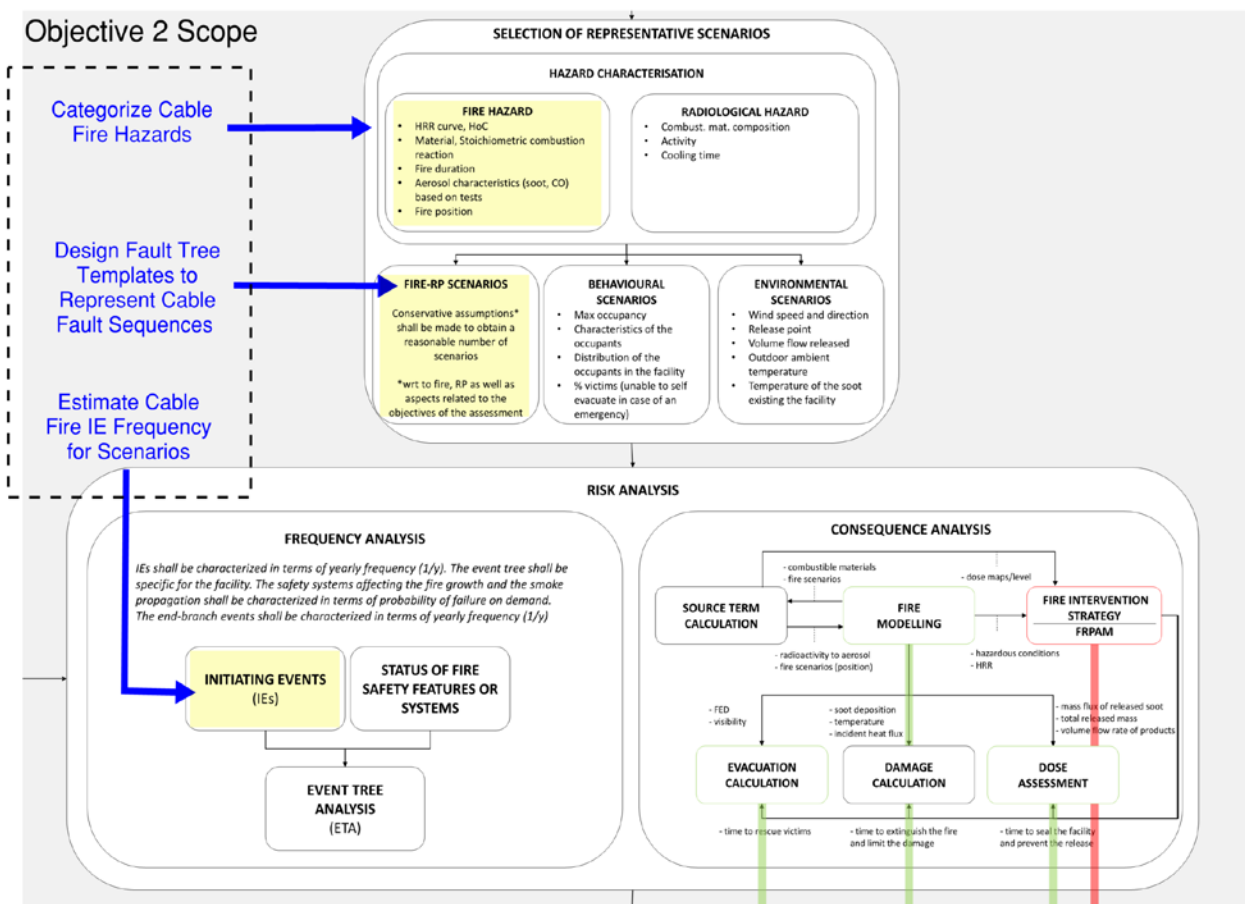 Objective 2 Scope
Categorize Cable
Fire Hazards
Design Fault Tree
Templates to
Represent Cable
Fault Sequences
Estimate Cable
Fire IE Frequency
for Scenarios
SELECTION OF REPRESENTATIVE SCENARIOS
HAZARD CHARACTERISATION
FIRE HAZARD
• HRR curve, HoC
• Material, Stoichiometric combustion
reaction
• Fire duration
• Aerosol characteristics (soot, CO)
based on tests
• Fire position
RADIOLOGICAL HAZARD
• Combust. mat. composition
• Activity
• Cooling time
FIRE-RP SCENARIOS
Conservative assumptions*
shall be made to obtain a
reasonable number of
scenarios
*wrt to fire, RP as well as
aspects related to the
objectives of the assessment
BEHAVIOURAL
SCENARIOS
• Max occupancy
• Characteristics of the
occupants
• Distribution of the
occupants in the facility
• % victims (unable to self
evacuate in case of an
emergency)
ENVIRONMENTAL
SCENARIOS
• Wind speed and direction
• Release point
• Volume flow released
• Outdoor ambient
temperature
• Temperature of the soot
existing the facility
RISK ANALYSIS
FREQUENCY ANALYSIS
IEs shall be characterized in terms of yearly frequency (1/y). The event tree shall be
specific for the facility. The safety systems affecting the fire growth and the smoke
propagation shall be characterized in terms of probability of failure on demand.
The end-branch events shall be characterized in terms of yearly frequency (1/y)
INITIATING EVENTS
(IEs)
STATUS OF FIRE
SAFETY FEATURES OR
SYSTEMS
EVENT TREE
ANALYSIS
(ETA)
CONSEQUENCE ANALYSIS
- combustible materials
- fire scenarios
- dose maps/level
SOURCE TERM
CALCULATION
FIRE
MODELLING
FIRE INTERVENTION
STRATEGY
FRPAM
- radioactivity to aerosol
- fire scenarios (position)
- hazardous conditions
- HRR
- FED
- visibility
- soot deposition
- temperature
- incident heat flux
- mass flux of released soot
- total released mass
- volume flow rate of products
EVACUATION
CALCULATION
DAMAGE
CALCULATION
DOSE
ASSESSMENT
- time to rescue victims
- time to extinguish the fire
and limit the damage
- time to seal the facility
and prevent the release